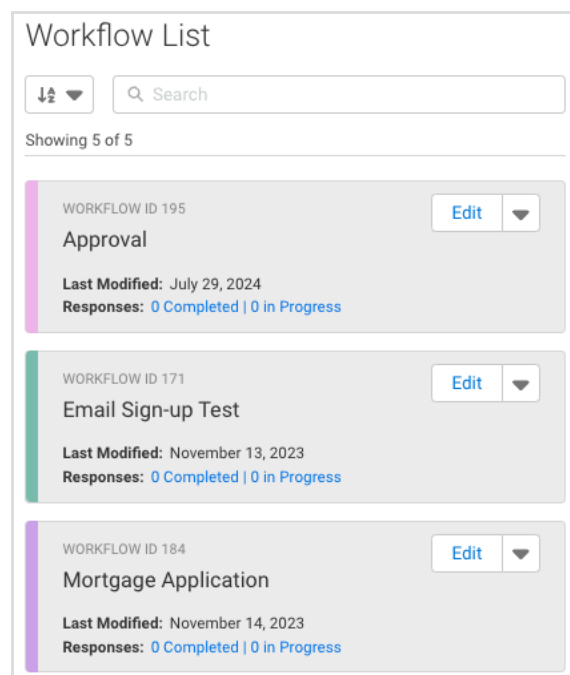 Workflow List
Search
Showing 5 of 5
WORKFLOW ID 195
Edit
Approval
Last Modified: July 29, 2024
Responses: 0 Completed | 0 in Progress
WORKFLOW ID 171
Edit
Email Sign-up Test
Last Modified: November 13, 2023
Responses: 0 Completed | 0 in Progress
WORKFLOW ID 184
Edit
Mortgage Application
Last Modified: November 14, 2023
Responses: 0 Completed | 0 in Progress